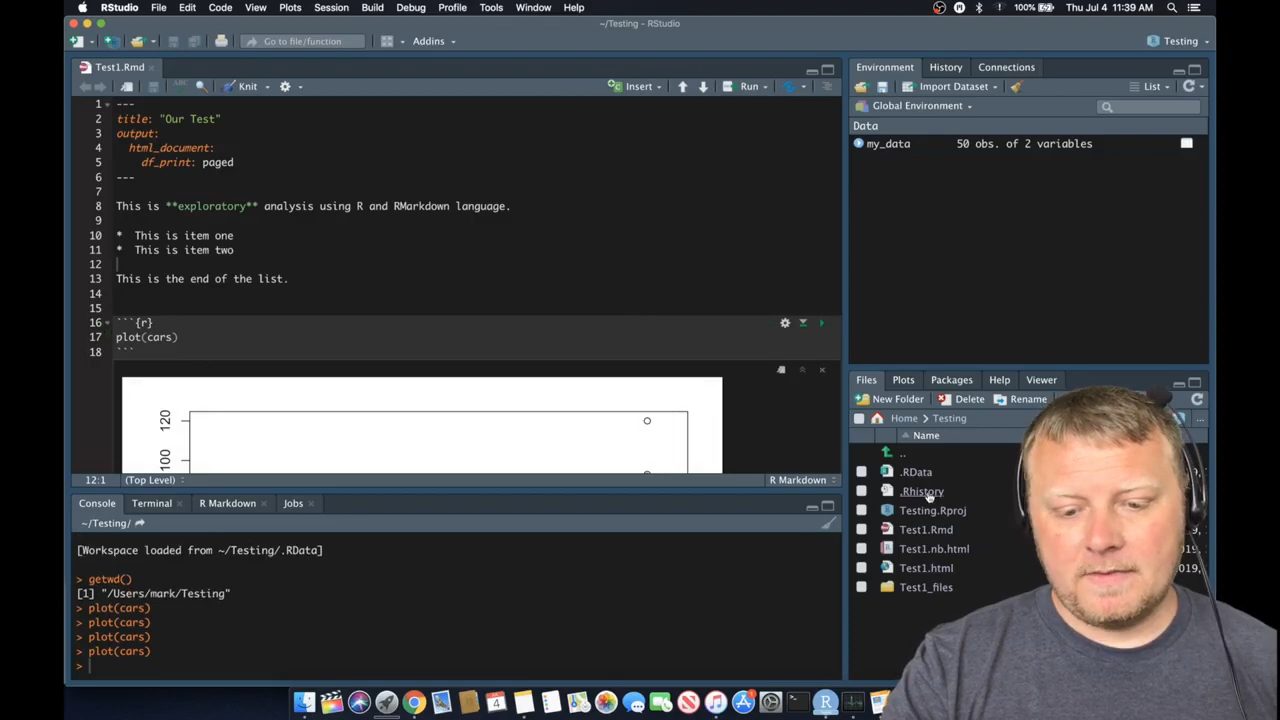 RStudio File Edit Code View Plots Session Build Debug Profile Tools Window Help 100% Thu Jul 4 11:39 AM
~/Testing - RStudio
Go to file/function Addins Testing
Test1.Rmd
Knit Insert Run
1 ---
2 title: "Our Test"
3 output:
4 html_document:
5 df_print: paged
6 ---
7
8 This is **exploratory** analysis using R and RMarkdown language.
9
10 * This is item one
11 * This is item two
12
13 This is the end of the list.
14
15
16 ```{r}
17 plot(cars)
18 ```
120
100
12:1 (Top Level) R Markdown
Console Terminal R Markdown Jobs
~/Testing/
[Workspace loaded from ~/Testing/.RData]
> getwd()
[1] "/Users/mark/Testing"
> plot(cars)
> plot(cars)
> plot(cars)
> plot(cars)
>
Environment History Connections
Import Dataset List
Global Environment
Data
my_data 50 obs. of 2 variables
Files Plots Packages Help Viewer
New Folder Delete Rename
Home > Testing
Name
..
.RData
.Rhistory
Testing.Rproj
Test1.Rmd
Test1.nb.html
Test1.html
Test1_files